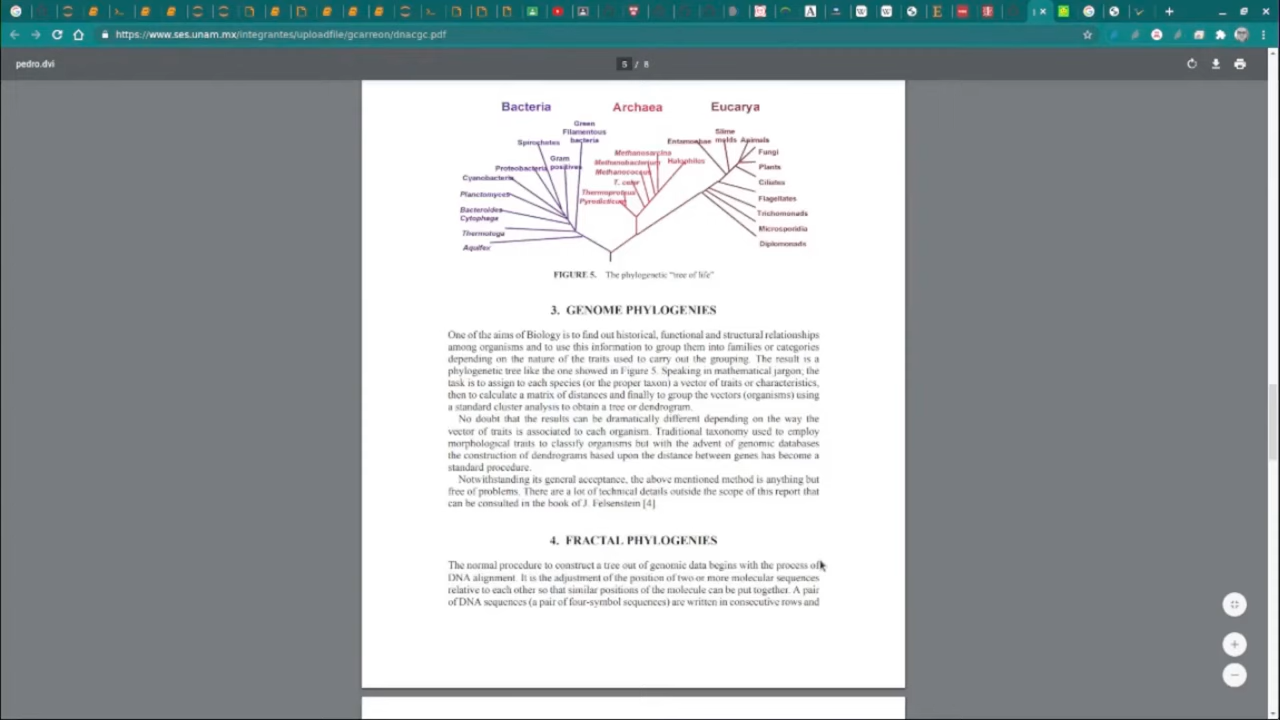 https://www.ses.unam.mx/integrantes/uploadfile/gcarreon/dnacgc.pdf
pedro.dvi
5 / 8
Bacteria
Archaea
Eucarya
Green
Filamentous
bacteria
Spirochetes
Gram
positives
Proteobacteria
Cyanobacteria
Planctomyces
Bacteroides
Cytophaga
Thermotoga
Aquifex
Methanosarcina
Methanobacterium
Methanococcus
T. celer
Thermoproteus
Pyrodicticum
Halophiles
Entamoebae
Slime
molds
Animals
Fungi
Plants
Ciliates
Flagellates
Trichomonads
Microsporidia
Diplomonads
FIGURE 5. The phylogenetic “tree of life”
3. GENOME PHYLOGENIES
One of the aims of Biology is to find out historical, functional and structural relationships
among organisms and to use this information to group them into families or categories
depending on the nature of the traits used to carry out the grouping. The result is a
phylogenetic tree like the one showed in Figure 5. Speaking in mathematical jargon; the
task is to assign to each species (or the proper taxon) a vector of traits or characteristics,
then to calculate a matrix of distances and finally to group the vectors (organisms) using
a standard cluster analysis to obtain a tree or dendrogram.
No doubt that the results can be dramatically different depending on the way the
vector of traits is associated to each organism. Traditional taxonomy used to employ
morphological traits to classify organisms but with the advent of genomic databases
the construction of dendrograms based upon the distance between genes has become a
standard procedure.
Notwithstanding its general acceptance, the above mentioned method is anything but
free of problems. There are a lot of technical details outside the scope of this report that
can be consulted in the book of J. Felsenstein [4]
4. FRACTAL PHYLOGENIES
The normal procedure to construct a tree out of genomic data begins with the process of
DNA alignment. It is the adjustment of the position of two or more molecular sequences
relative to each other so that similar positions of the molecule can be put together. A pair
of DNA sequences (a pair of four-symbol sequences) are written in consecutive rows and